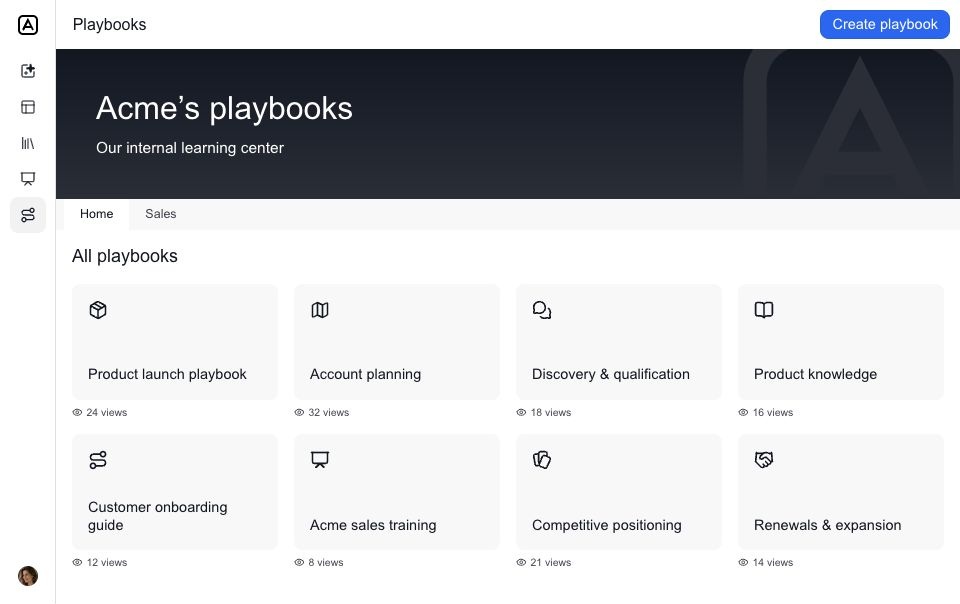 Playbooks
Create playbook
Acme’s playbooks
Our internal learning center
Home
Sales
All playbooks
Product launch playbook
Account planning
Discovery & qualification
Product knowledge
24 views
32 views
18 views
16 views
Customer onboarding
guide
Acme sales training
Competitive positioning
Renewals & expansion
12 views
8 views
21 views
14 views